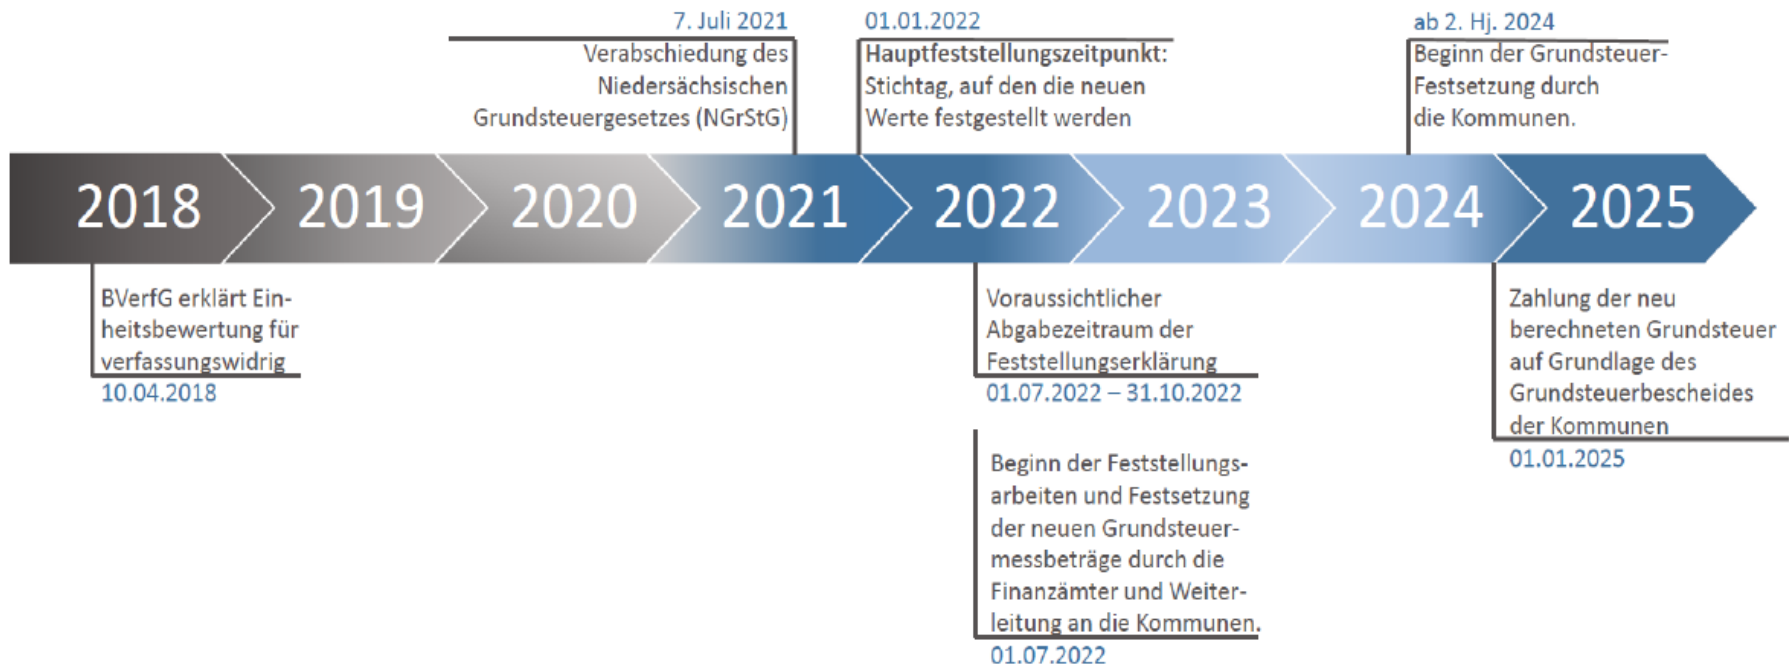 7. Juli 2021
Verabschiedung des
Niedersächsischen
Grundsteuergesetzes (NGrStG)
01.01.2022
Hauptfeststellungszeitpunkt:
Stichtag, auf den die neuen
Werte festgestellt werden
ab 2. Hj. 2024
Beginn der Grundsteuer-
Festsetzung durch
die Kommunen.
2018
2019
2020
2021
2022
2023
2024
2025
BVerfG erklärt Ein-
heitsbewertung für
verfassungswidrig
10.04.2018
Voraussichtlicher
Abgabezeitraum der
Feststellungserklärung
01.07.2022 – 31.10.2022
Beginn der Feststellungs-
arbeiten und Festsetzung
der neuen Grundsteuer-
messbeträge durch die
Finanzämter und Weiter-
leitung an die Kommunen.
01.07.2022
Zahlung der neu
berechneten Grundsteuer
auf Grundlage des
Grundsteuerbescheides
der Kommunen
01.01.2025